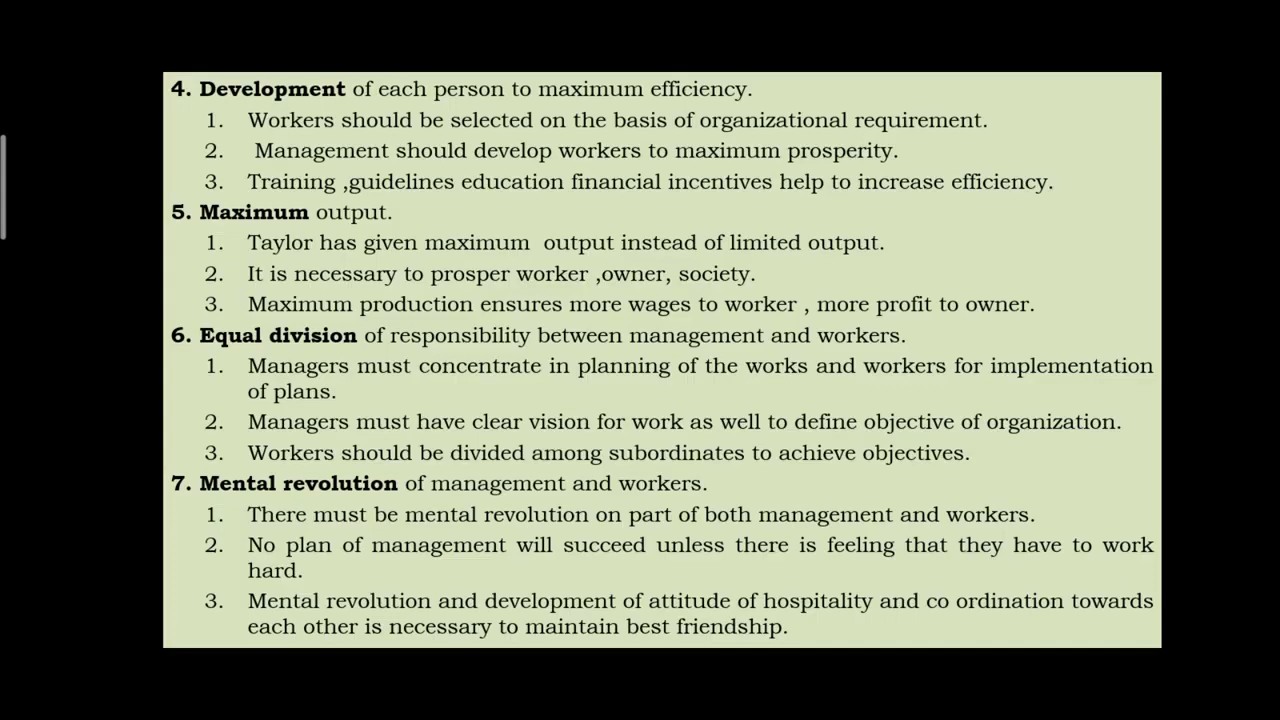 4. Development of each person to maximum efficiency.
1. Workers should be selected on the basis of organizational requirement.
2. Management should develop workers to maximum prosperity.
3. Training ,guidelines education financial incentives help to increase efficiency.
5. Maximum output.
1. Taylor has given maximum output instead of limited output.
2. It is necessary to prosper worker ,owner, society.
3. Maximum production ensures more wages to worker , more profit to owner.
6. Equal division of responsibility between management and workers.
1. Managers must concentrate in planning of the works and workers for implementation
of plans.
2. Managers must have clear vision for work as well to define objective of organization.
3. Workers should be divided among subordinates to achieve objectives.
7. Mental revolution of management and workers.
1. There must be mental revolution on part of both management and workers.
2. No plan of management will succeed unless there is feeling that they have to work
hard.
3. Mental revolution and development of attitude of hospitality and co ordination towards
each other is necessary to maintain best friendship.